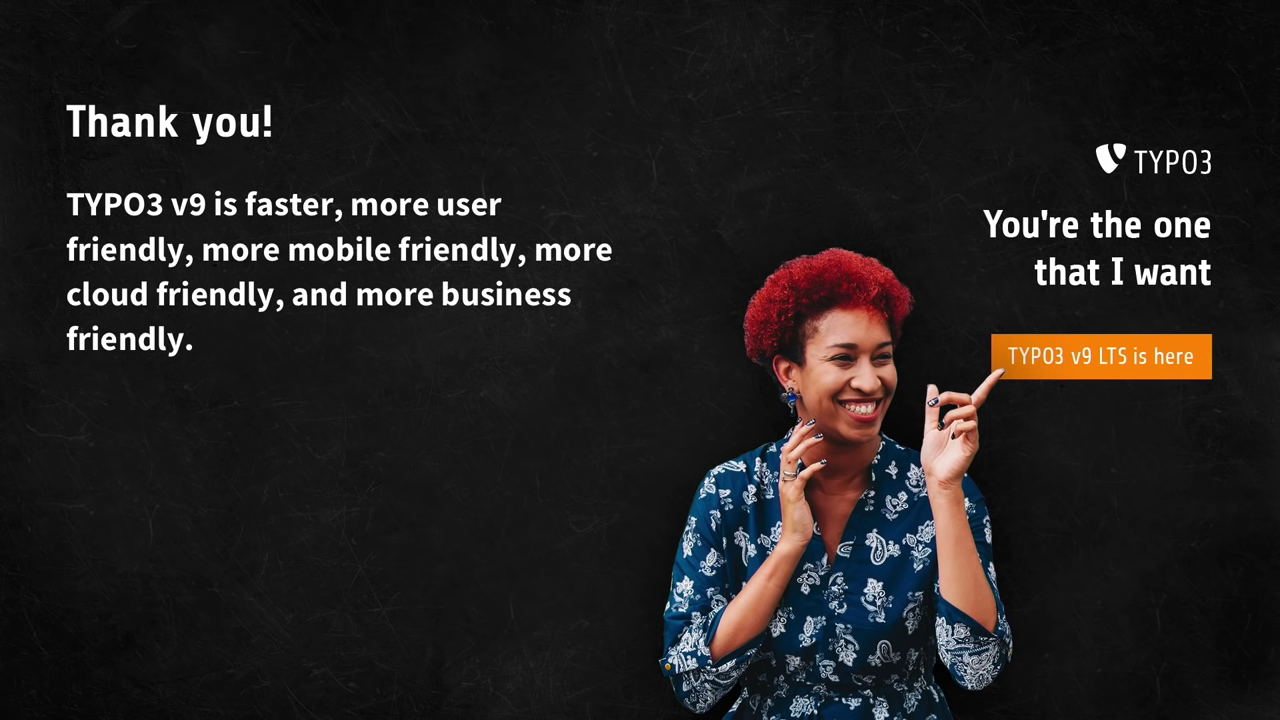 Thank you!
TYPO3 v9 is faster, more user
friendly, more mobile friendly, more
cloud friendly, and more business
friendly.
TYPO3
You're the one
that I want
TYPO3 v9 LTS is here